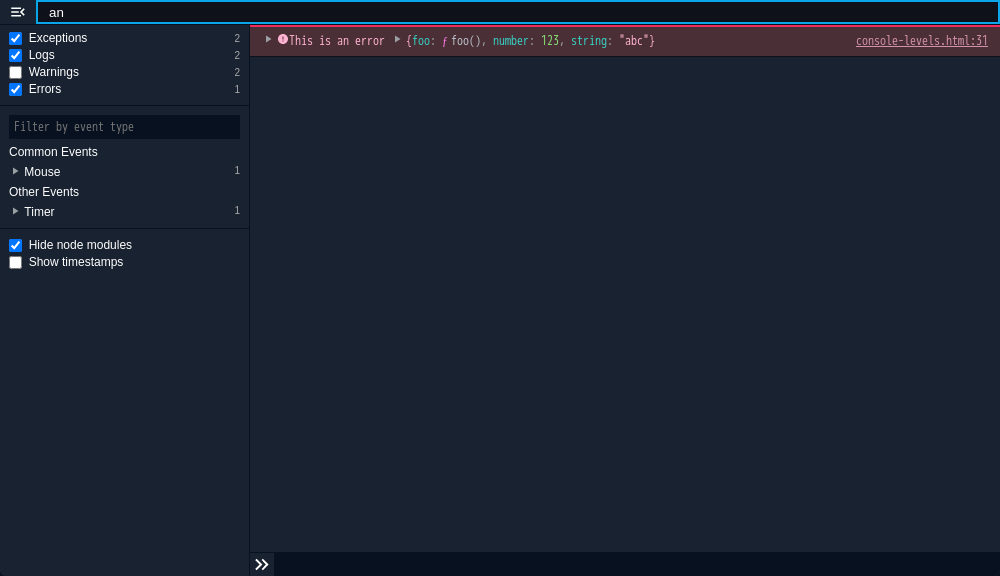 an
Exceptions 2
Logs 2
Warnings 2
Errors 1
Filter by event type
Common Events
Mouse 1
Other Events
Timer 1
Hide node modules
Show timestamps
This is an error {foo: ƒ foo(), number: 123, string: "abc"} console-levels.html:31